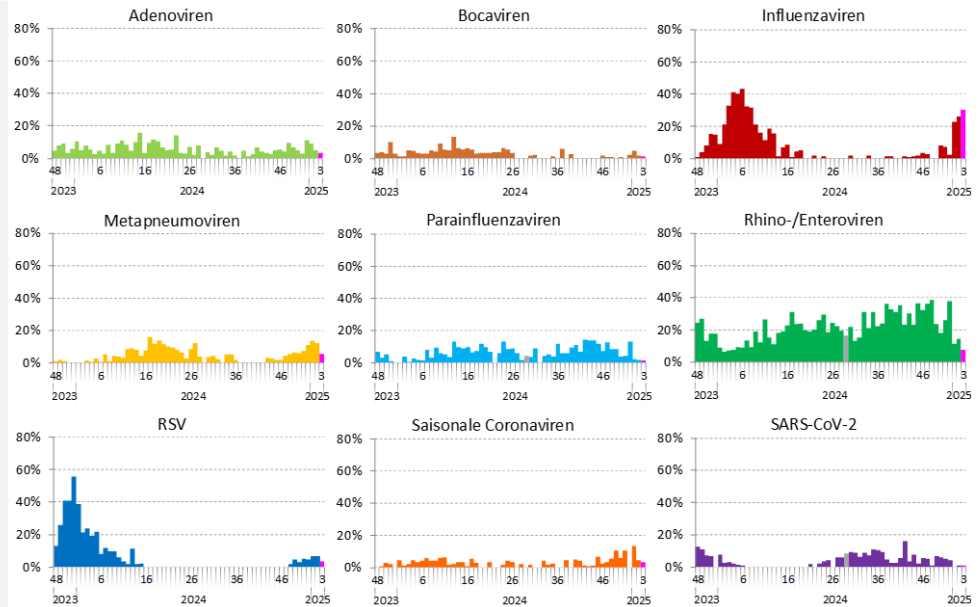 Adenoviren Bocaviren Influenzaviren
80% 80% 80%
60% 60% 60%
40% 40% 40%
20% 20% 20%
0% 0% 0%
48 6 16 26 36 46 3 48 6 16 26 36 46 3 48 6 16 26 36 46 3
2023 2024 2025 2023 2024 2025 2023 2024 2025
Metapneumoviren Parainfluenzaviren Rhino-/Enteroviren
80% 80% 80%
60% 60% 60%
40% 40% 40%
20% 20% 20%
0% 0% 0%
48 6 16 26 36 46 3 48 6 16 26 36 46 3 48 6 16 26 36 46 3
2023 2024 2025 2023 2024 2025 2023 2024 2025
RSV Saisonale Coronaviren SARS-CoV-2
80% 80% 80%
60% 60% 60%
40% 40% 40%
20% 20% 20%
0% 0% 0%
48 6 16 26 36 46 3 48 6 16 26 36 46 3 48 6 16 26 36 46 3
2023 2024 2025 2023 2024 2025 2023 2024 2025